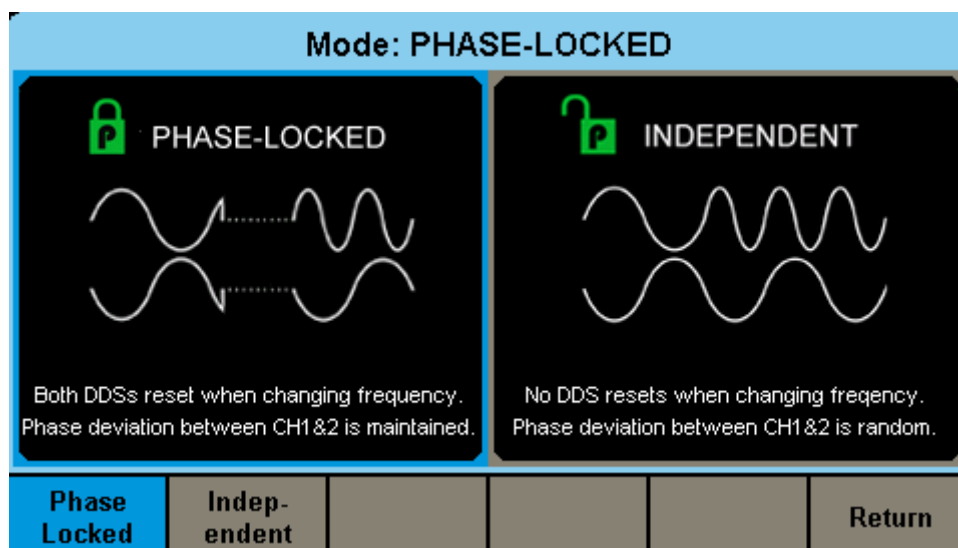 Mode: PHASE-LOCKED
P
PHASE-LOCKED
Both DDSs reset when changing frequency.
Phase deviation between CH1&2 is maintained.
P
INDEPENDENT
No DDS resets when changing freqency.
Phase deviation between CH1&2 is random.
Phase
Locked
Indep-
endent
Return